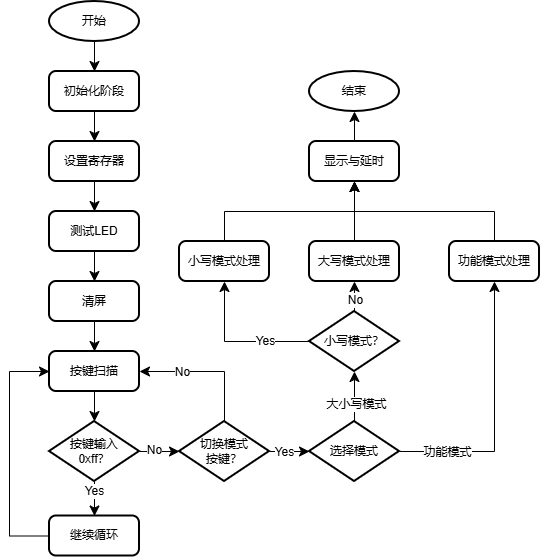 开始
初始化阶段
设置寄存器
测试LED
清屏
按键扫描
按键输入
0xff?
Yes
继续循环
No
切换模式
按键?
No
Yes
选择模式
大小写模式
功能模式
小写模式?
Yes
No
小写模式处理
大写模式处理
功能模式处理
显示与延时
结束